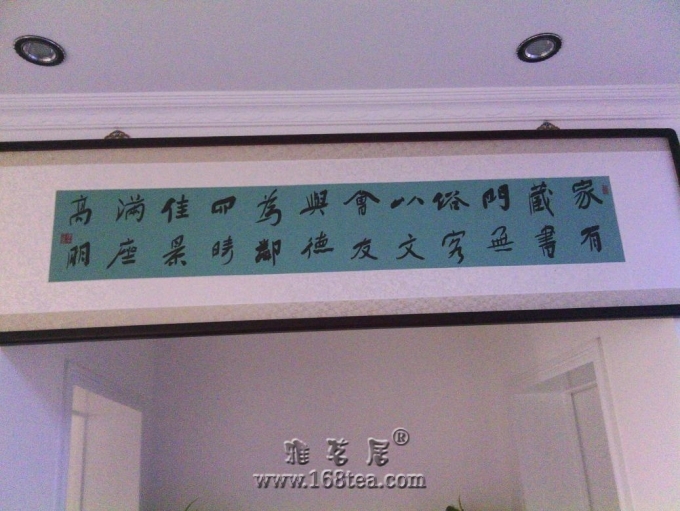 家有
藏書
門無
俗客
以文
會友
與德
為鄰
四時
佳景
滿座
高朋
雅茗居®
www.168tea.com